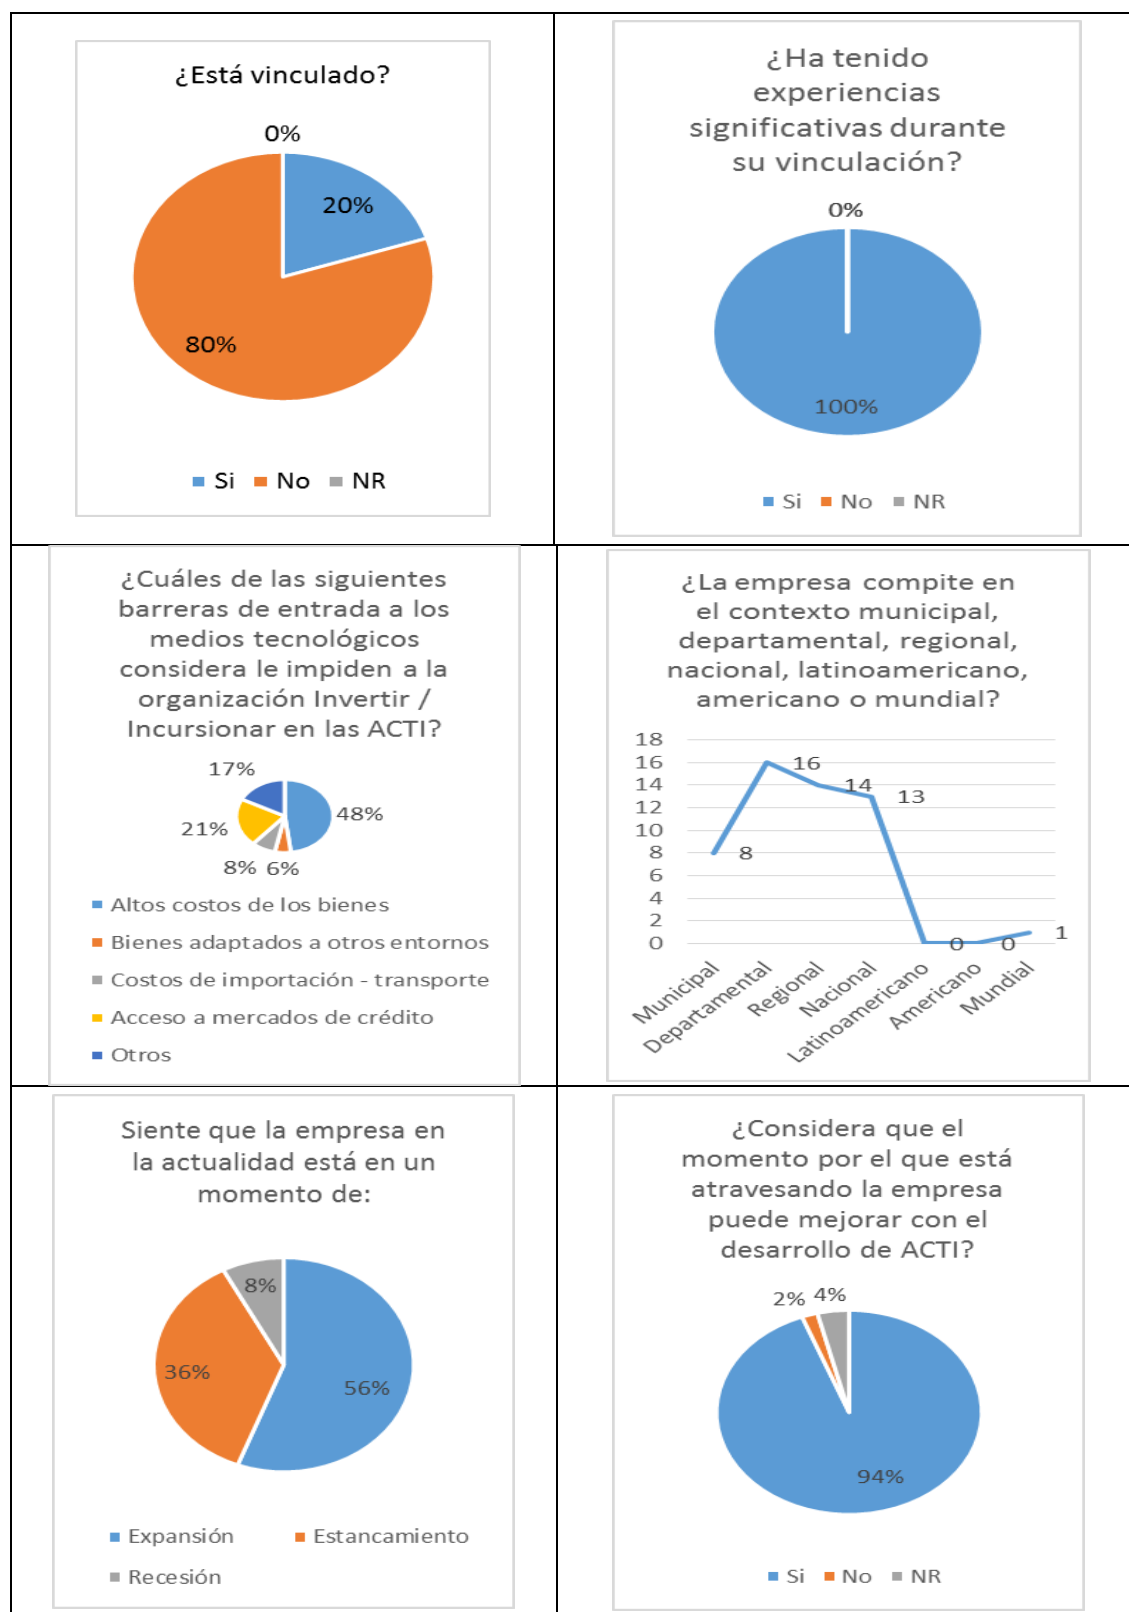 ¿Está vinculado?
0%
20%
80%
Si No NR
¿Ha tenido
experiencias
significativas durante
su vinculación?
0%
100%
Si No NR
¿Cuáles de las siguientes
barreras de entrada a los
medios tecnológicos
considera le impiden a la
organización Invertir /
Incursionar en las ACTI?
17%
48%
21%
8% 6%
Altos costos de los bienes
Bienes adaptados a otros entornos
Costos de importación - transporte
Acceso a mercados de crédito
Otros
¿La empresa compite en
el contexto municipal,
departamental, regional,
nacional, latinoamericano,
americano o mundial?
18
16
14
12
10
8
6
4
2
0
8
16
14
13
0
0
1
Municipal
Departamental
Regional
Nacional
Latinoamericano
Americano
Mundial
Siente que la empresa en
la actualidad está en un
momento de:
8%
36%
56%
Expansión Estancamiento
Recesión
¿Considera que el
momento por el que está
atravesando la empresa
puede mejorar con el
desarrollo de ACTI?
2% 4%
94%
Si No NR